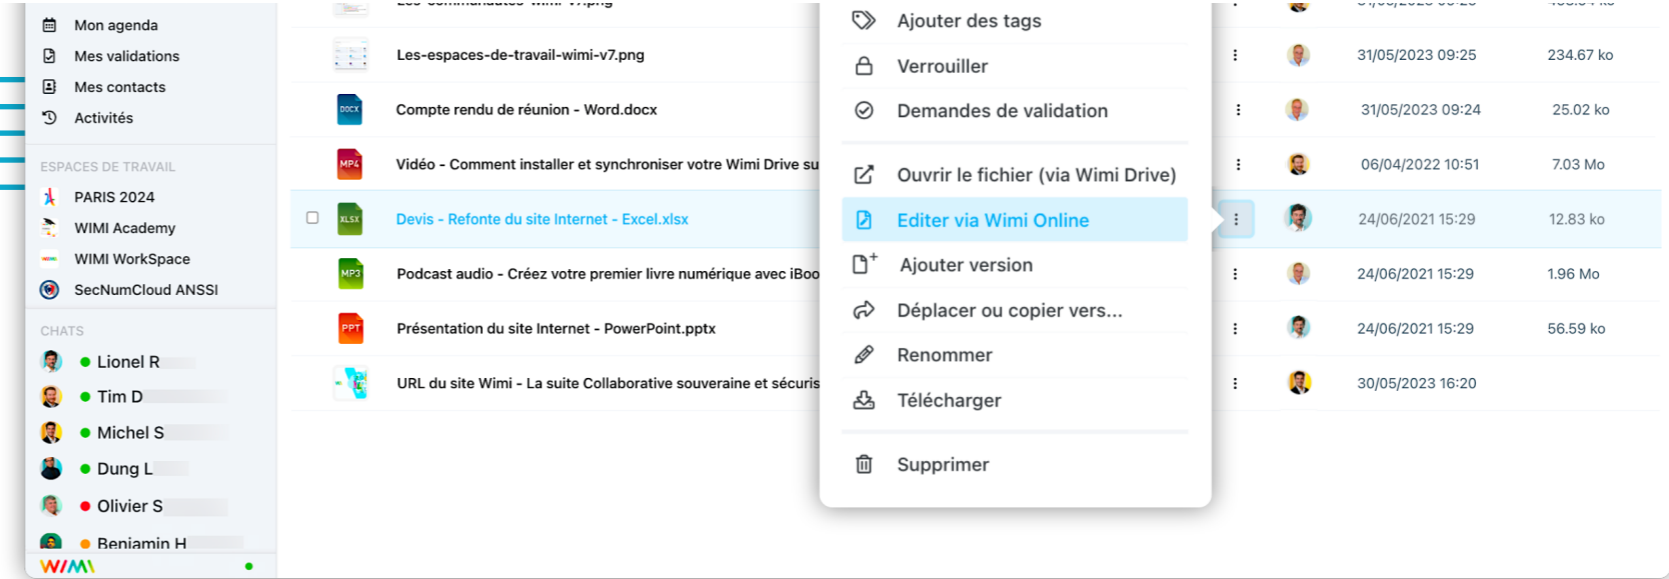 Mon agenda
Mes validations
Mes contacts
Activités
ESPACES DE TRAVAIL
PARIS 2024
WIMI Academy
WIMI WorkSpace
SecNumCloud ANSSI
CHATS
Lionel R
Tim D
Michel S
Dung L
Olivier S
Benjamin H
WIMI
Les-espaces-de-travail-wimi-v7.png 31/05/2023 09:25 234.67 ko
DOCX Compte rendu de réunion - Word.docx 31/05/2023 09:24 25.02 ko
MP4 Vidéo - Comment installer et synchroniser votre Wimi Drive su 06/04/2022 10:51 7.03 Mo
XLSX Devis - Refonte du site Internet - Excel.xlsx 24/06/2021 15:29 12.83 ko
MP3 Podcast audio - Créez votre premier livre numérique avec iBoo 24/06/2021 15:29 1.96 Mo
PPT Présentation du site Internet - PowerPoint.pptx 24/06/2021 15:29 56.59 ko
URL du site Wimi - La suite Collaborative souveraine et sécuris 30/05/2023 16:20
Ajouter des tags
Verrouiller
Demandes de validation
Ouvrir le fichier (via Wimi Drive)
Editer via Wimi Online
Ajouter version
Déplacer ou copier vers...
Renommer
Télécharger
Supprimer